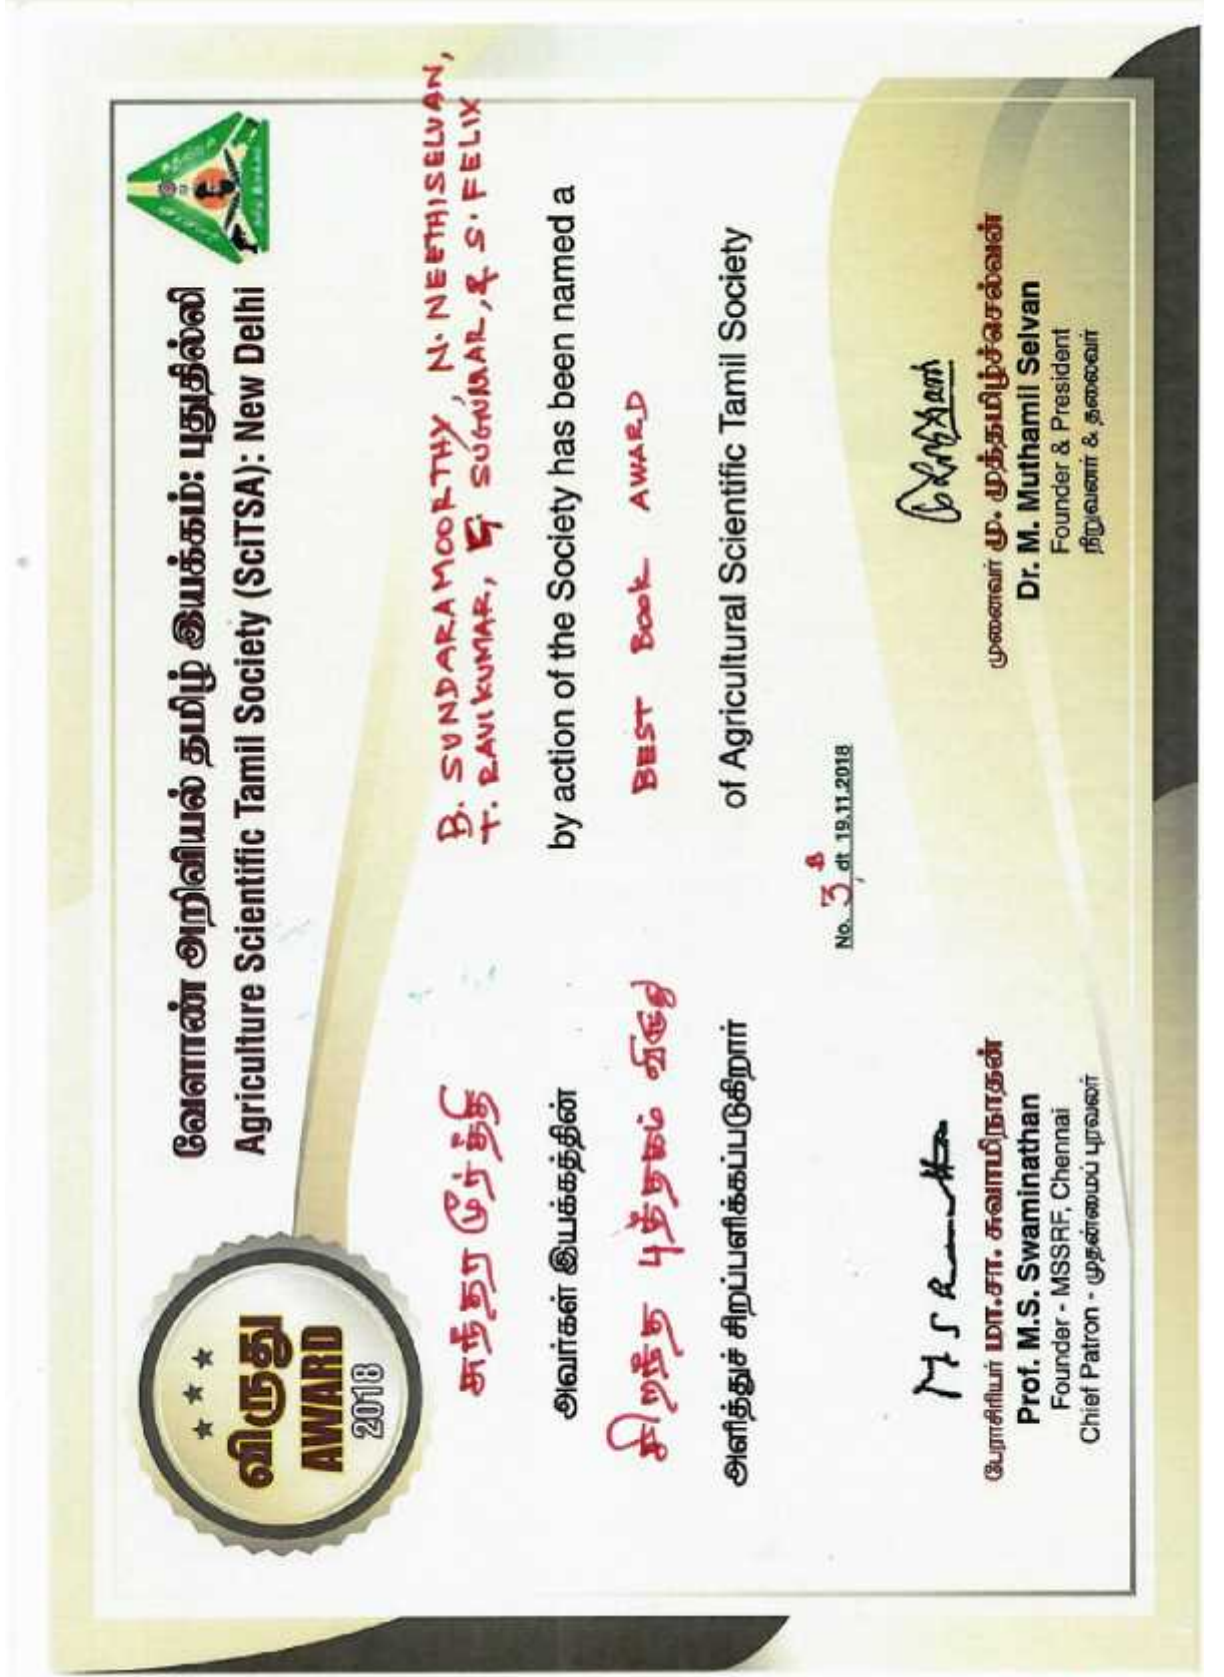 வேளாண் அறிவியல் தமிழ் இயக்கம்: புதுதில்லி
Agriculture Scientific Tamil Society (SciTSA): New Delhi
விருது
AWARD
2018
சுந்தர மூர்த்தி
B. SUNDARAMOORTHY, N. NEETHISELVAN,
T. RAVIKUMAR, G. SUGUMAR, & S. FELIX
அவர்கள் இயக்கத்தின்
by action of the Society has been named a
சிறந்த புத்தகம் விருது
BEST BOOK AWARD
அளித்துச் சிறப்பளிக்கப்படுகிறார்
of Agricultural Scientific Tamil Society
No. 3 B, dt 19.11.2018
பேராசிரியர் மா.சா. சுவாமிநாதன்
Prof. M.S. Swaminathan
Founder - MSSRF, Chennai
Chief Patron - முதன்மைப் புரவலர்
முனைவர் மு. முத்தமிழ்ச்செல்வன்
Dr. M. Muthamil Selvan
Founder & President
நிறுவனர் & தலைவர்